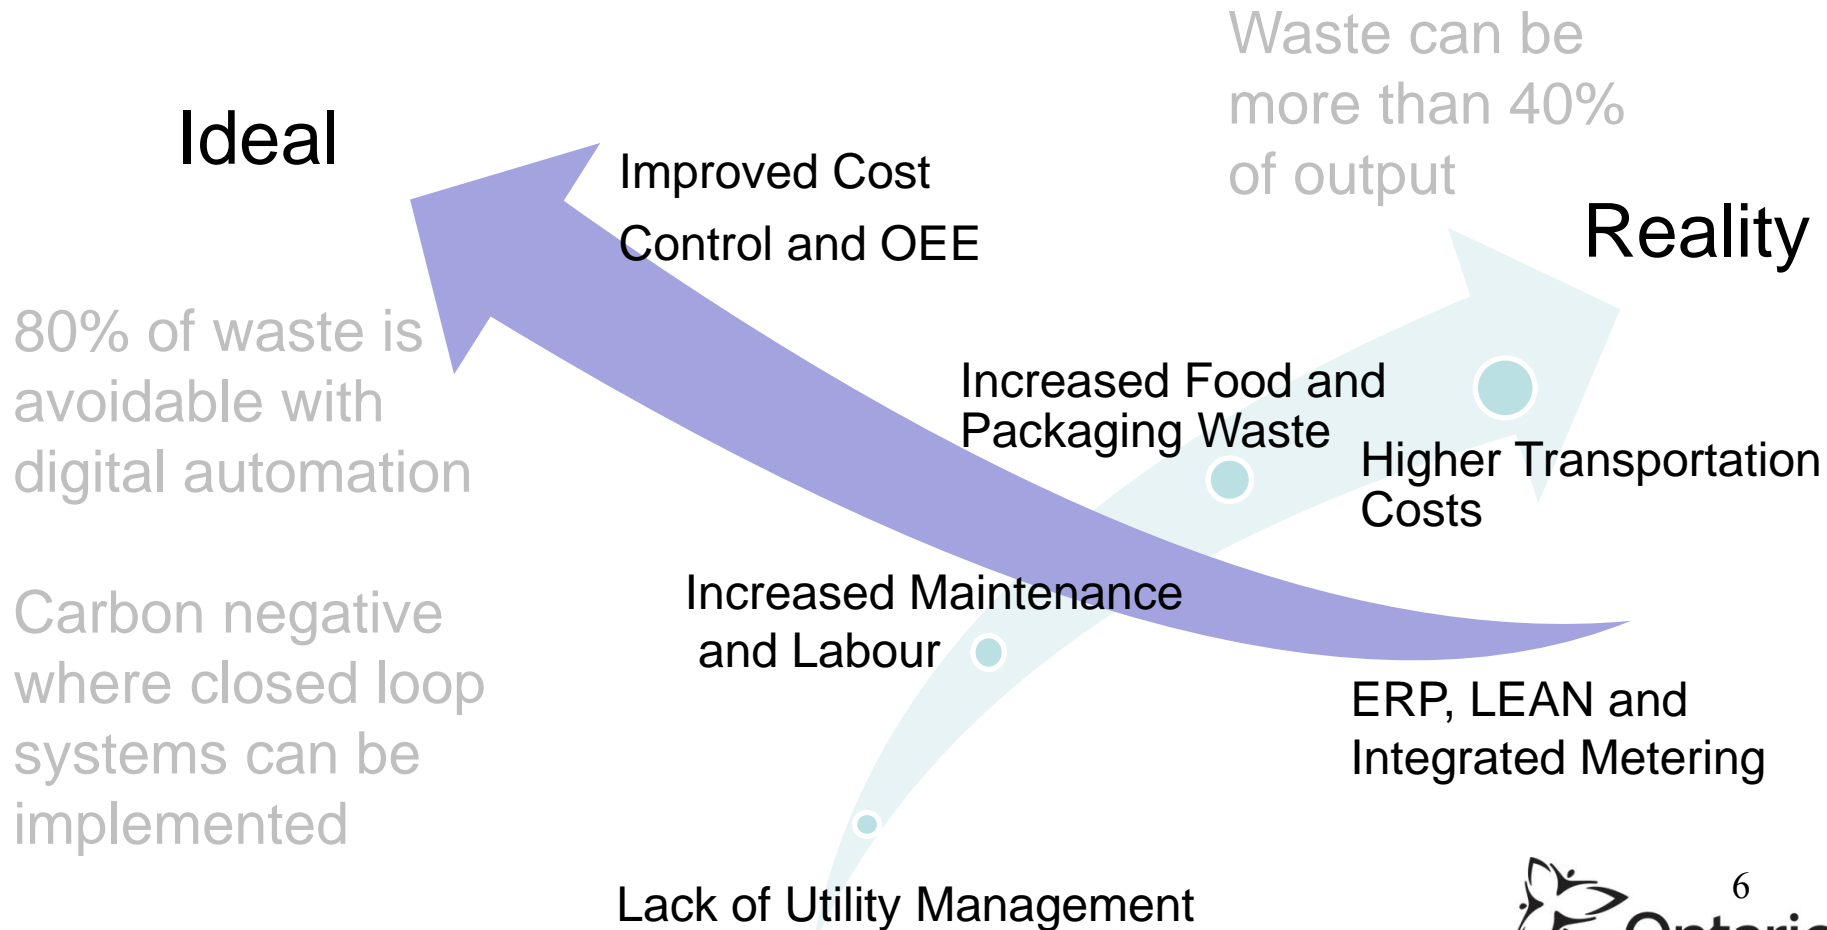 Waste can be
more than 40%
of output
Ideal
Reality
Improved Cost
Control and OEE
80% of waste is
avoidable with
digital automation
Increased Food and
Packaging Waste
Higher Transportation
Costs
Increased Maintenance
and Labour
Carbon negative
where closed loop
systems can be
implemented
ERP, LEAN and
Integrated Metering
Lack of Utility Management
6